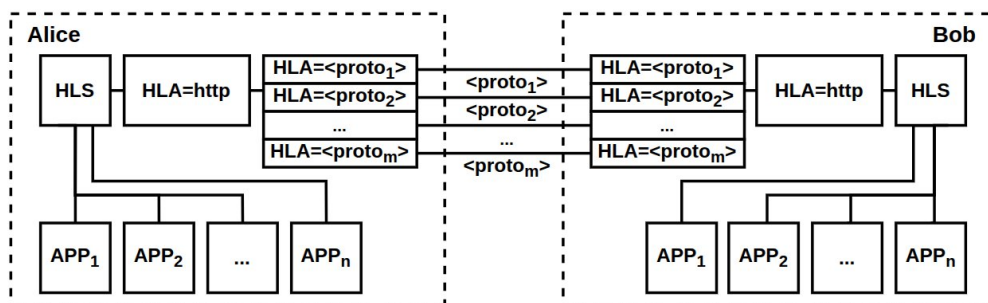 Alice
Bob
HLS
HLA=http
HLA=<proto₁>
HLA=<proto₂>
...
HLA=<protoₘ>
<proto₁>
<proto₂>
...
<protoₘ>
HLA=<proto₁>
HLA=<proto₂>
...
HLA=<protoₘ>
HLA=http
HLS
APP₁
APP₂
...
APPₙ
APP₁
APP₂
...
APPₙ